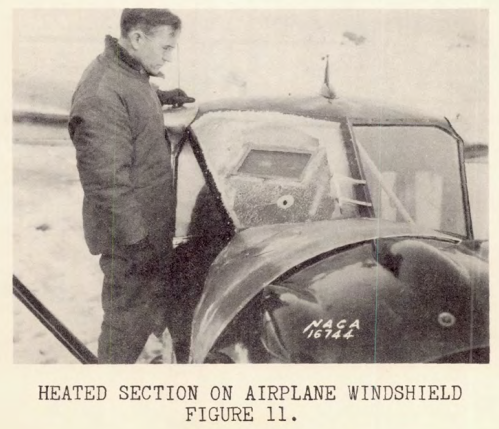 NACA
16744
HEATED SECTION ON AIRPLANE WINDSHIELD
FIGURE 11.